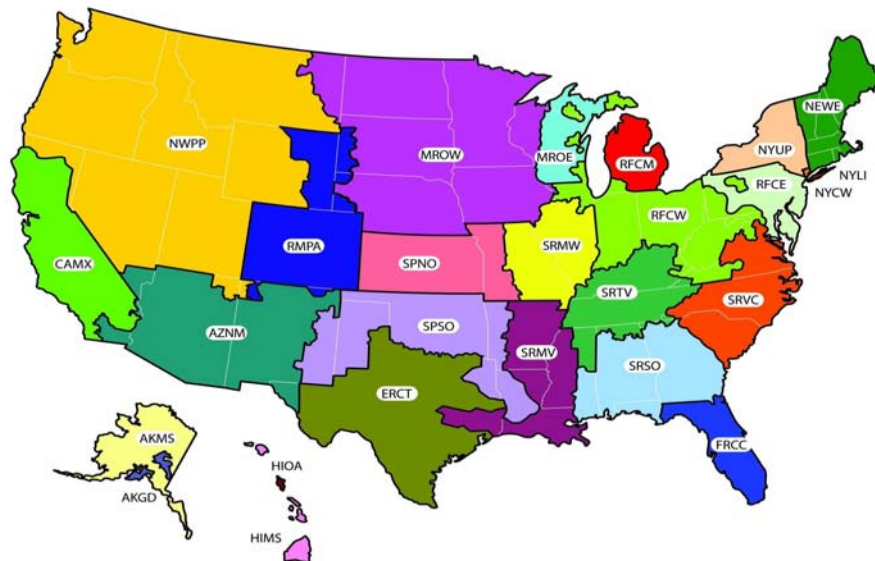 NEWE
NWPP
MROW
MROE
RFCM
NYUP
NYLI
NYCW
RFCE
RFCW
CAMX
RMPA
SPNO
SRMW
SRTV
SRVC
AZNM
SPSO
SRMV
SRSO
ERCT
FRCC
AKMS
AKGD
HIOA
HIMS